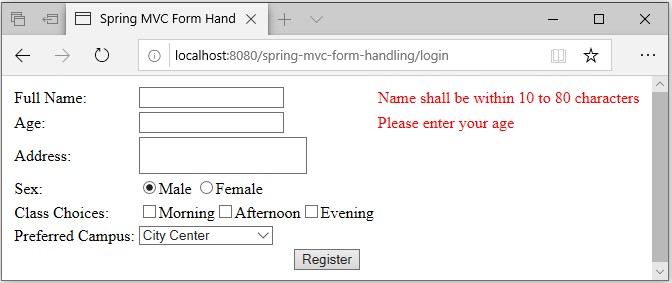 Spring MVC Form Hand
localhost:8080/spring-mvc-form-handling/login
Full Name: Name shall be within 10 to 80 characters
Age: Please enter your age
Address:
Sex: Male Female
Class Choices: Morning Afternoon Evening
Preferred Campus: City Center
Register